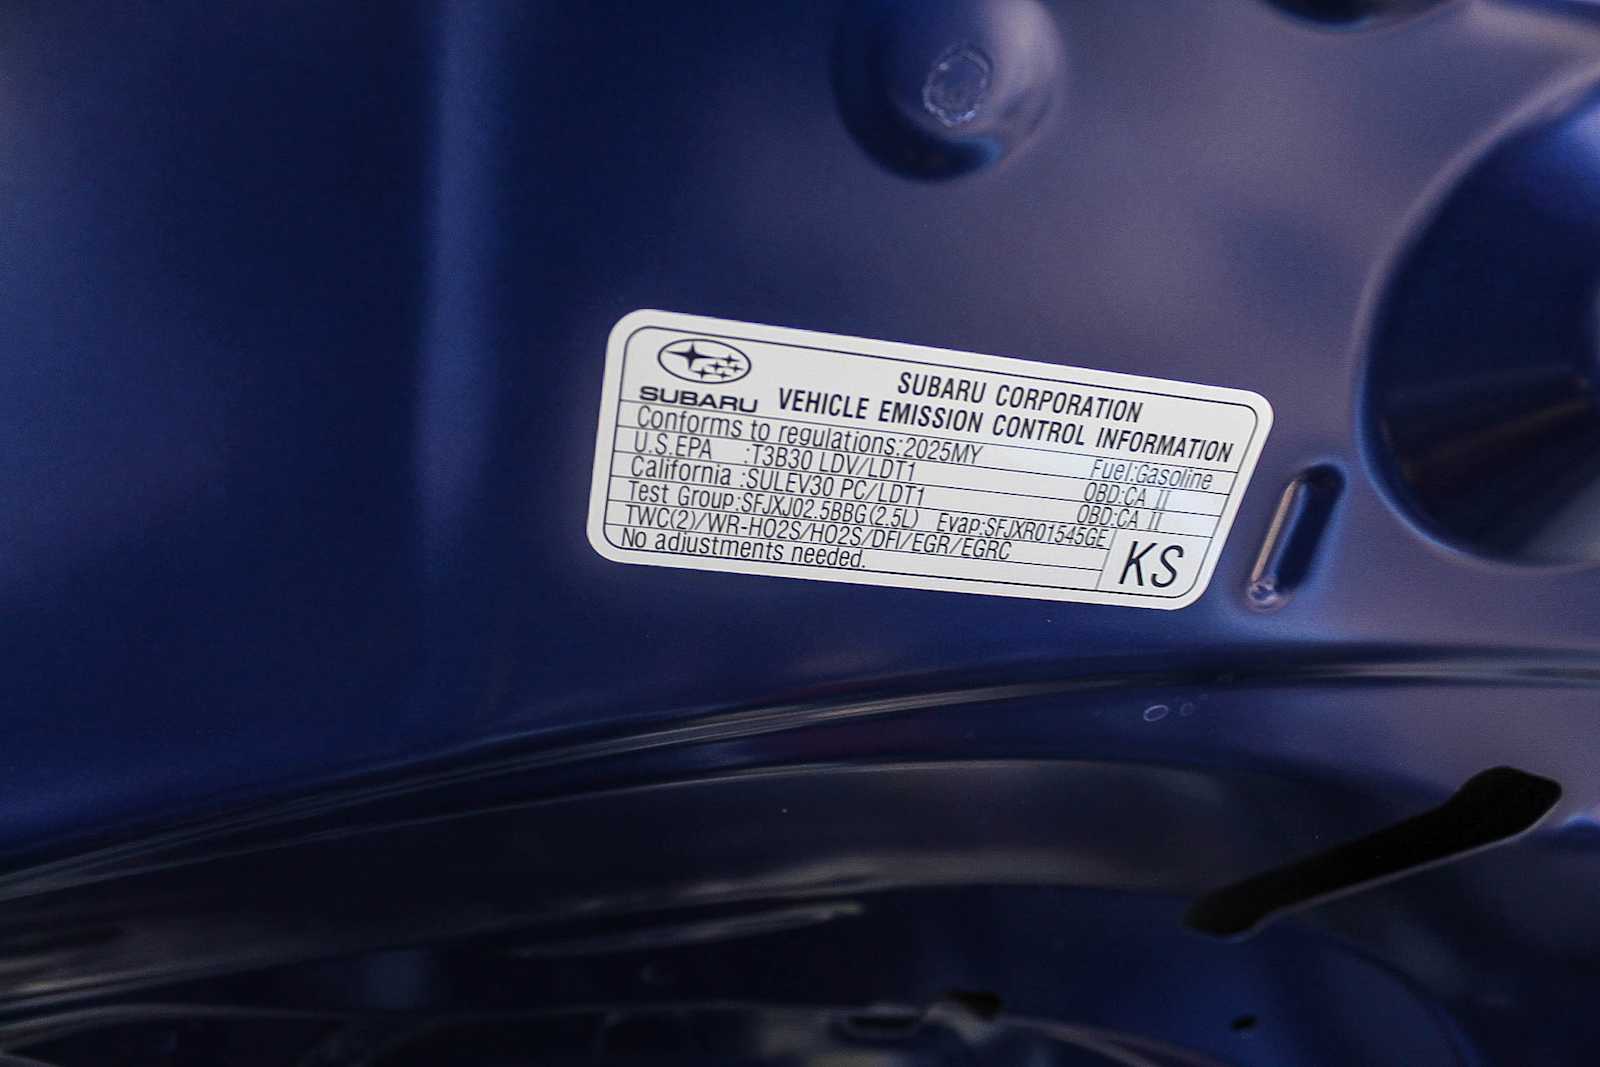 SUBARU
SUBARU CORPORATION
VEHICLE EMISSION CONTROL INFORMATION
Conforms to regulations:2025MY Fuel:Gasoline
U.S.EPA :T3B30 LDV/LDT1 OBD:CA II
California :SULEV30 PC/LDT1 OBD:CA II
Test Group:SFJXJ02.5BBG(2.5L) Evap:SFJXR01545GE
TWC(2)/WR-HO2S/HO2S/DFI/EGR/EGRC
No adjustments needed.
KS